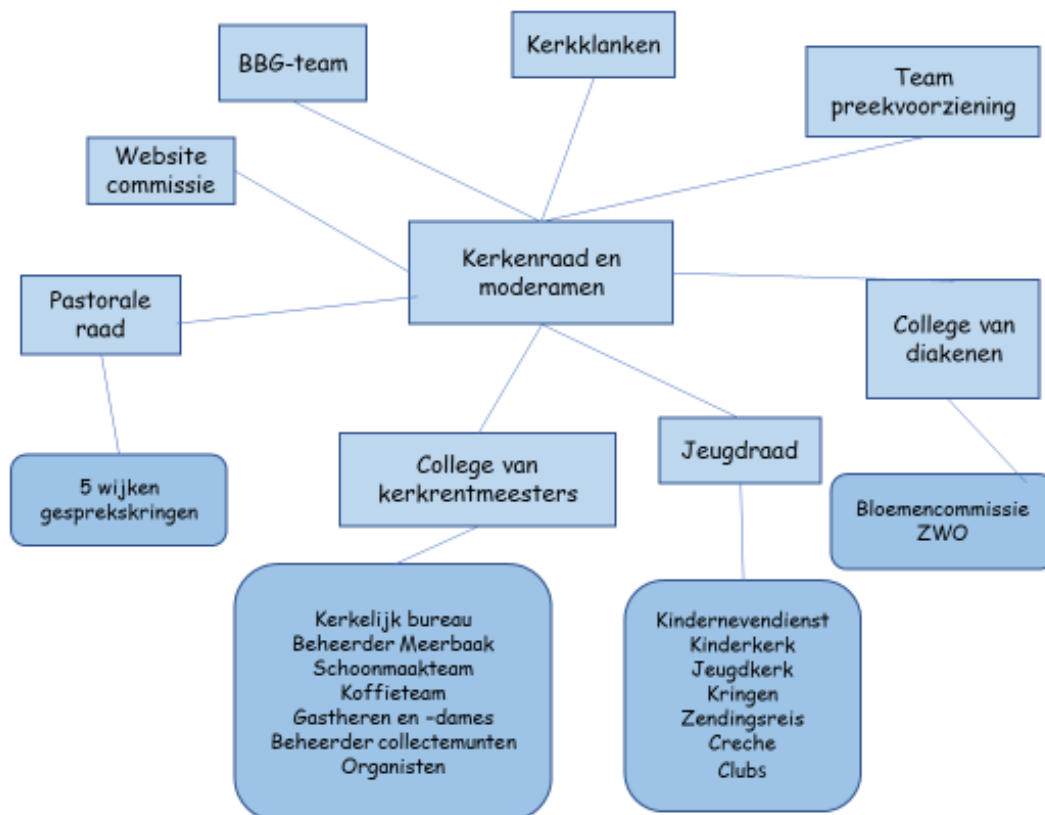 Kerkklanken
BBG-team
Team
preekvoorziening
Website
commissie
Kerkenraad en
moderamen
Pastorale
raad
College van
diakenen
College van
kerkrentmeesters
Jeugdraad
5 wijken
gesprekskringen
Bloemencommissie
ZWO
Kerkelijk bureau
Beheerder Meerbaak
Schoonmaakteam
Koffieteam
Gastheren en –dames
Beheerder collectemunten
Organisten
Kindernevendienst
Kinderkerk
Jeugdkerk
Kringen
Zendingsreis
Creche
Clubs